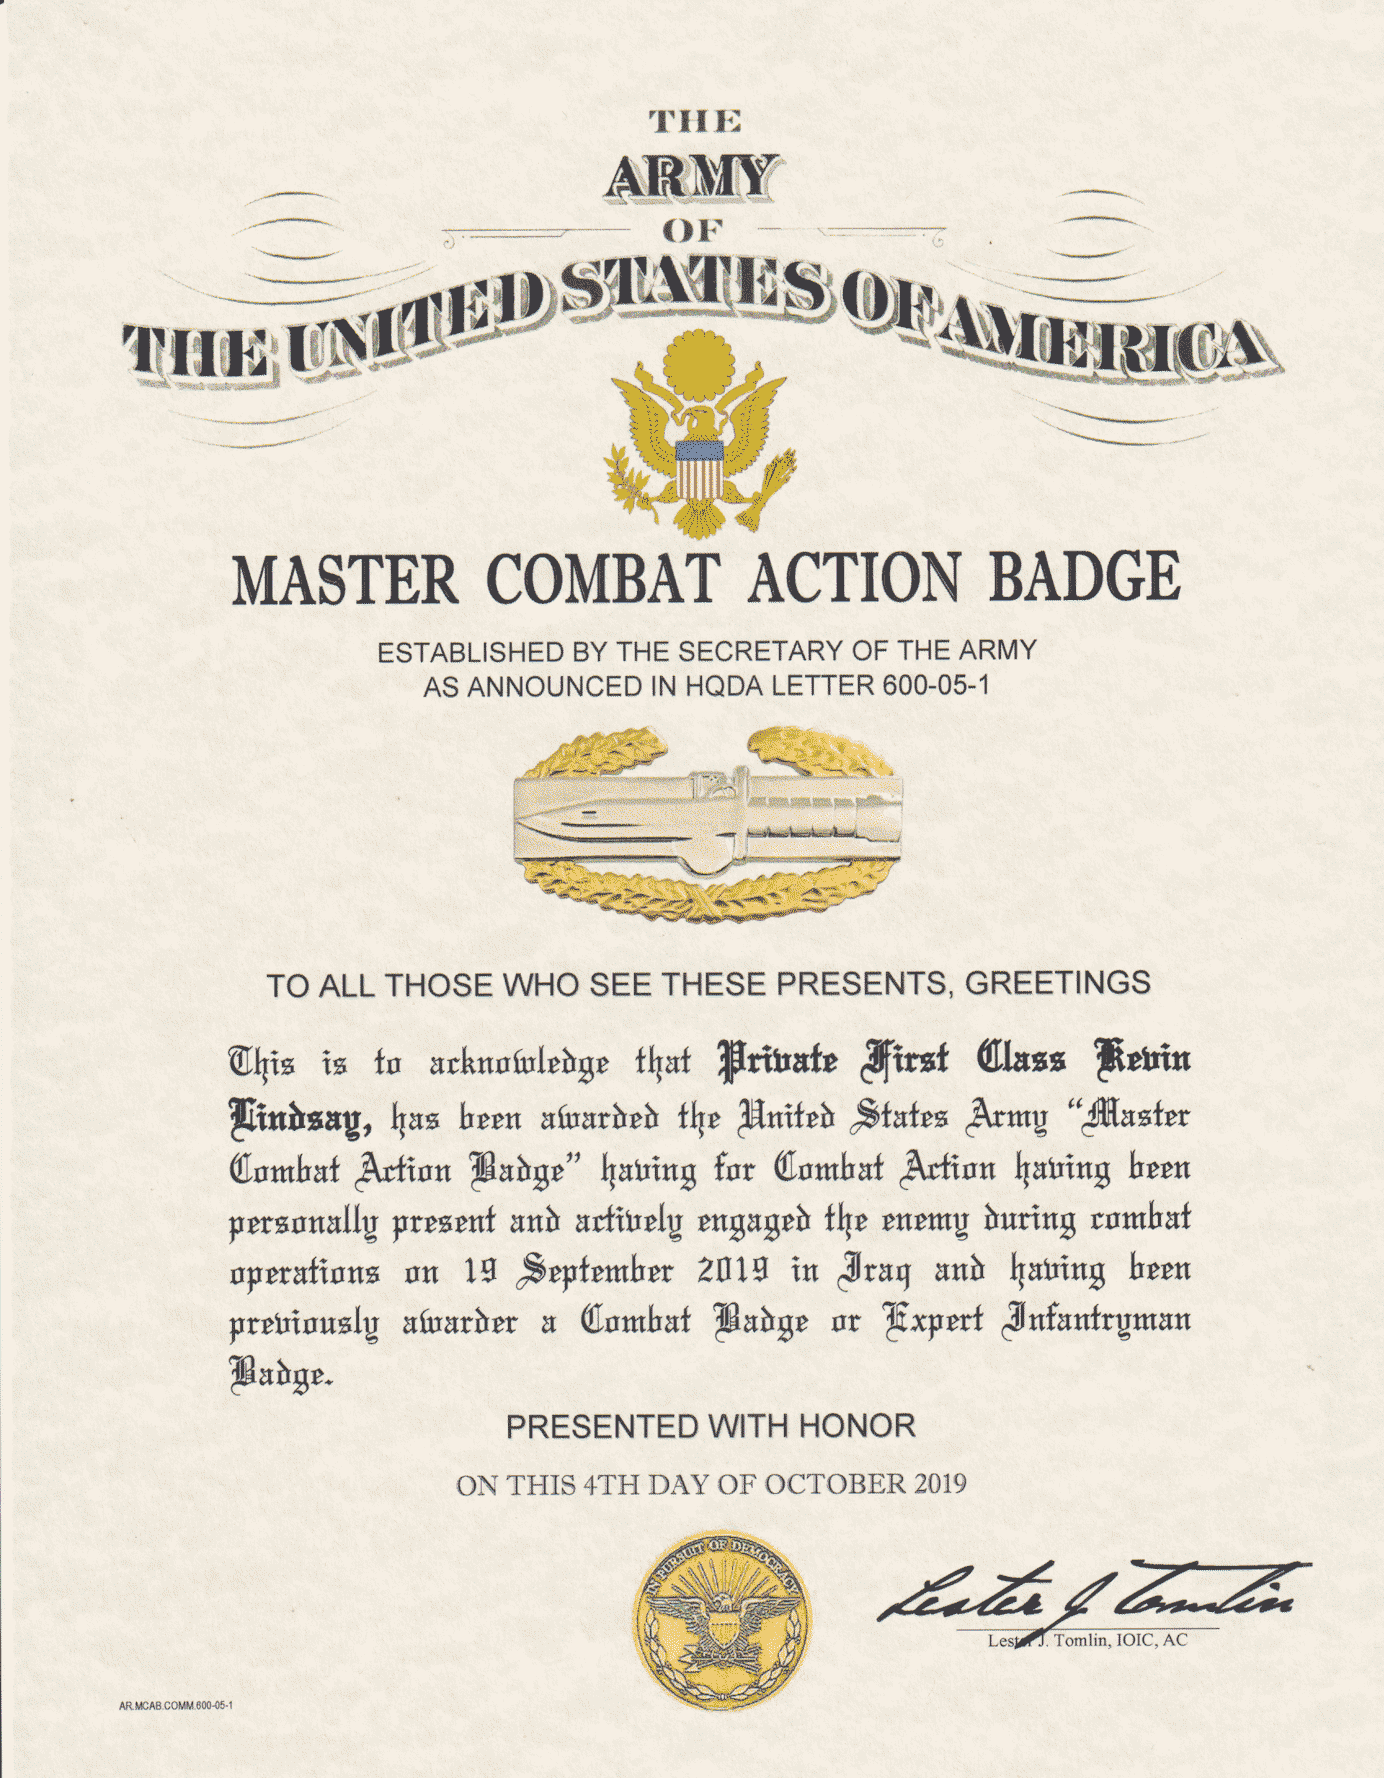 THE
ARMY
OF
THE UNITED STATES OF AMERICA
MASTER COMBAT ACTION BADGE
ESTABLISHED BY THE SECRETARY OF THE ARMY
AS ANNOUNCED IN HQDA LETTER 600-05-1
TO ALL THOSE WHO SEE THESE PRESENTS, GREETINGS
This is to acknowledge that Private First Class Kevin
Lindsay, has been awarded the United States Army “Master
Combat Action Badge” having for Combat Action having been
personally present and actively engaged the enemy during combat
operations on 19 September 2019 in Iraq and having been
previously awarder a Combat Badge or Expert Infantryman
Badge.
PRESENTED WITH HONOR
ON THIS 4TH DAY OF OCTOBER 2019
IN PURSUIT OF DEMOCRACY
Lester J Tomlin
Lester J. Tomlin, IOIC, AC
AR.MCAB.COMM.600-05-1